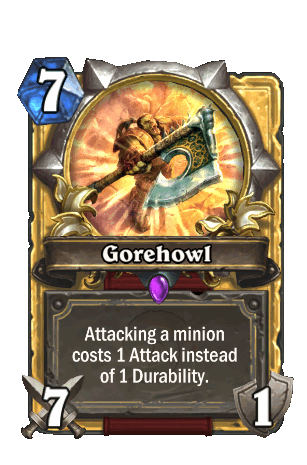 7
Gorehowl
Attacking a minion
costs 1 Attack instead
of 1 Durability.
7
1